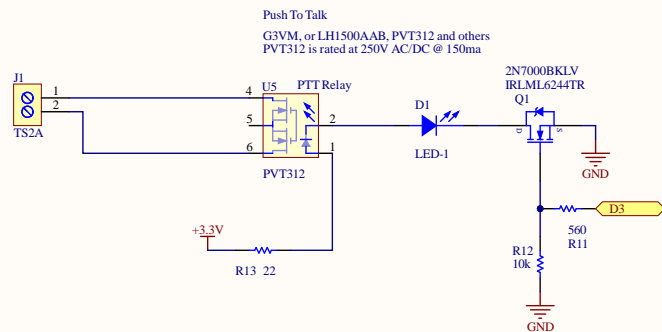 Push To Talk
G3VM, or LH1500AAB, PVT312 and others
PVT312 is rated at 250V AC/DC @ 150ma
2N7000BKLV
IRLML6244TR
Q1
J1
1
2
TS2A
U5
PTT Relay
4
5
6
2
1
PVT312
D1
LED-1
D
S
GND
D3
560
R11
+3.3V
R13 22
R12
10k
GND